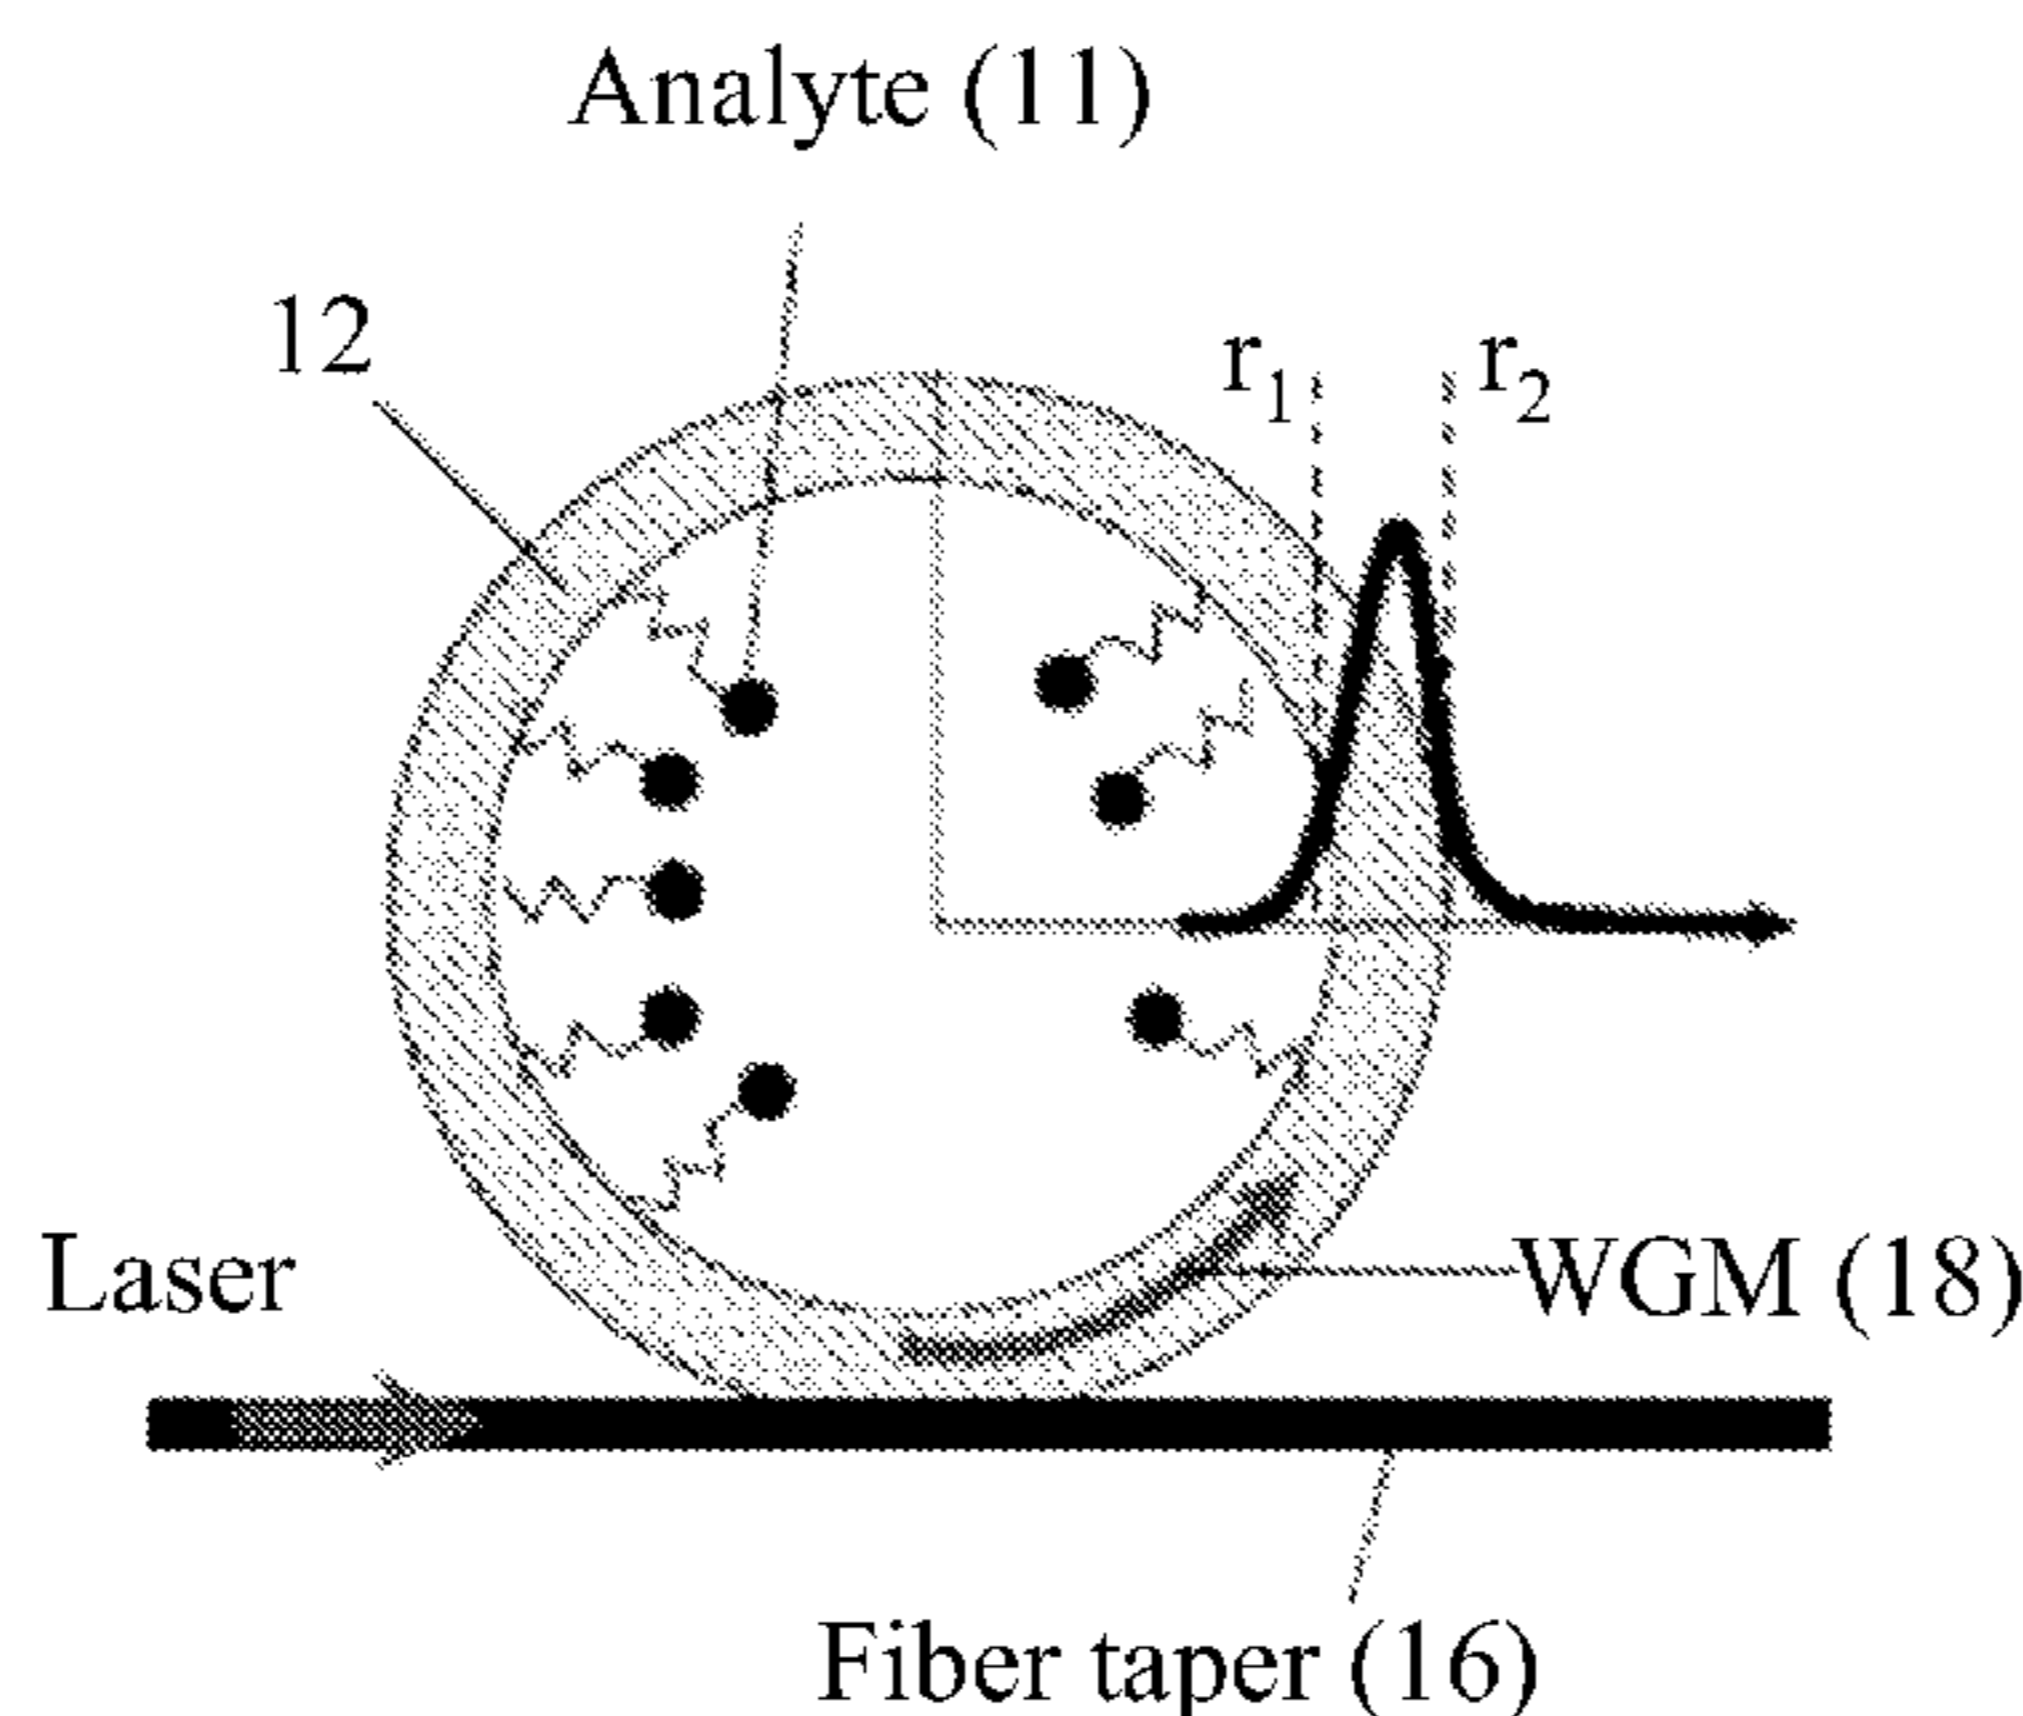 Analyte (11)
12
r1 r2
Laser
WGM (18)
Fiber taper (16)